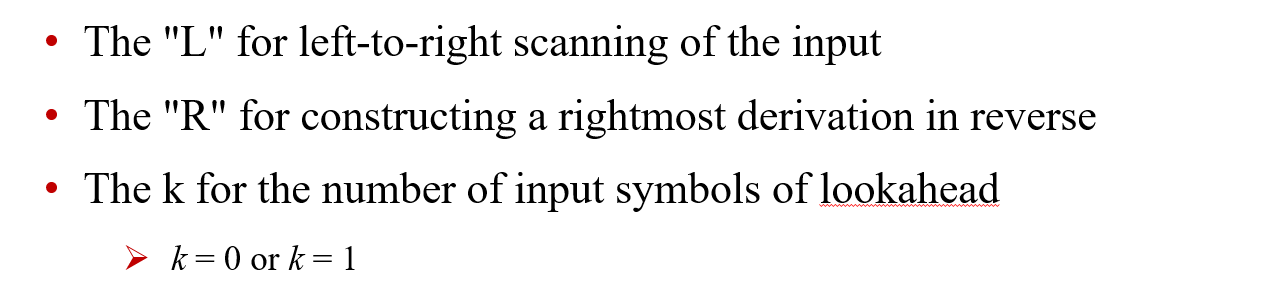 • The "L" for left-to-right scanning of the input
• The "R" for constructing a rightmost derivation in reverse
• The k for the number of input symbols of lookahead
➢ k = 0 or k = 1